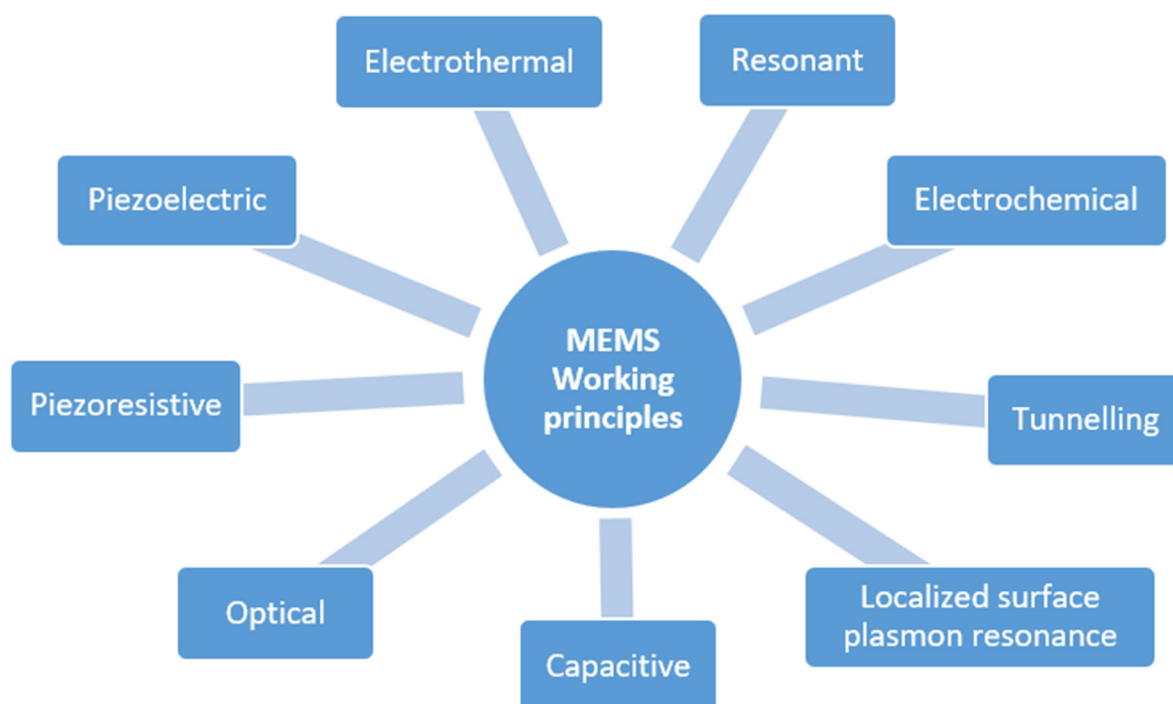 Electrothermal
Resonant
Piezoelectric
Electrochemical
MEMS
Working
principles
Piezoresistive
Tunnelling
Optical
Capacitive
Localized surface
plasmon resonance